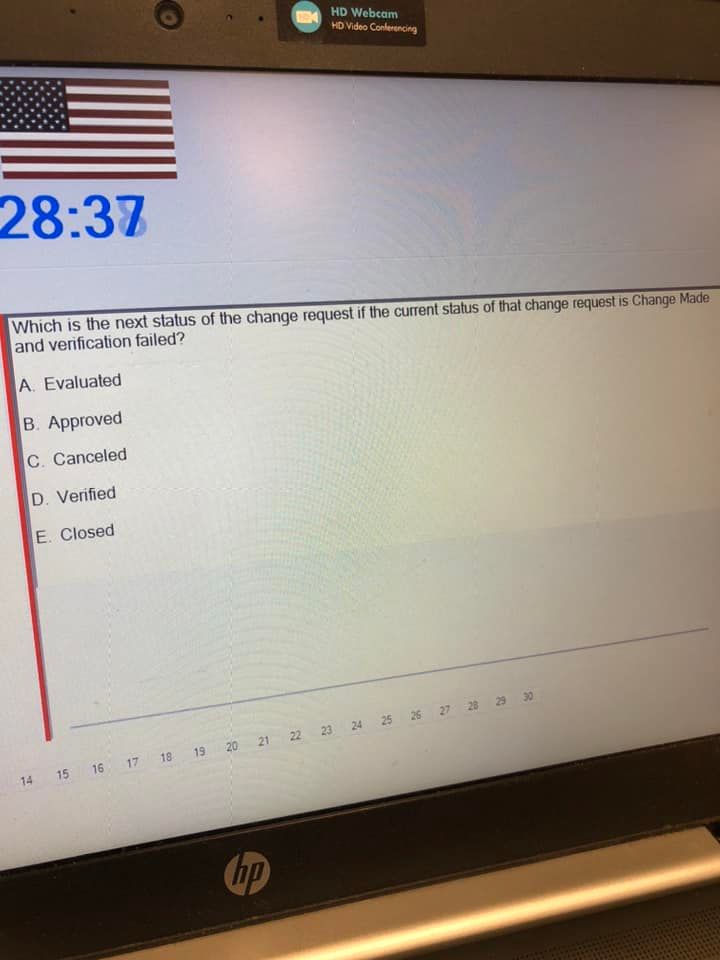 HD Webcam
HD Video Conferencing
28:37
Which is the next status of the change request if the current status of that change request is Change Made
and verification failed?
A. Evaluated
B. Approved
C. Canceled
D. Verified
E. Closed
14 15 16 17 18 19 20 21 22 23 24 25 26 27 28 29 30
hp